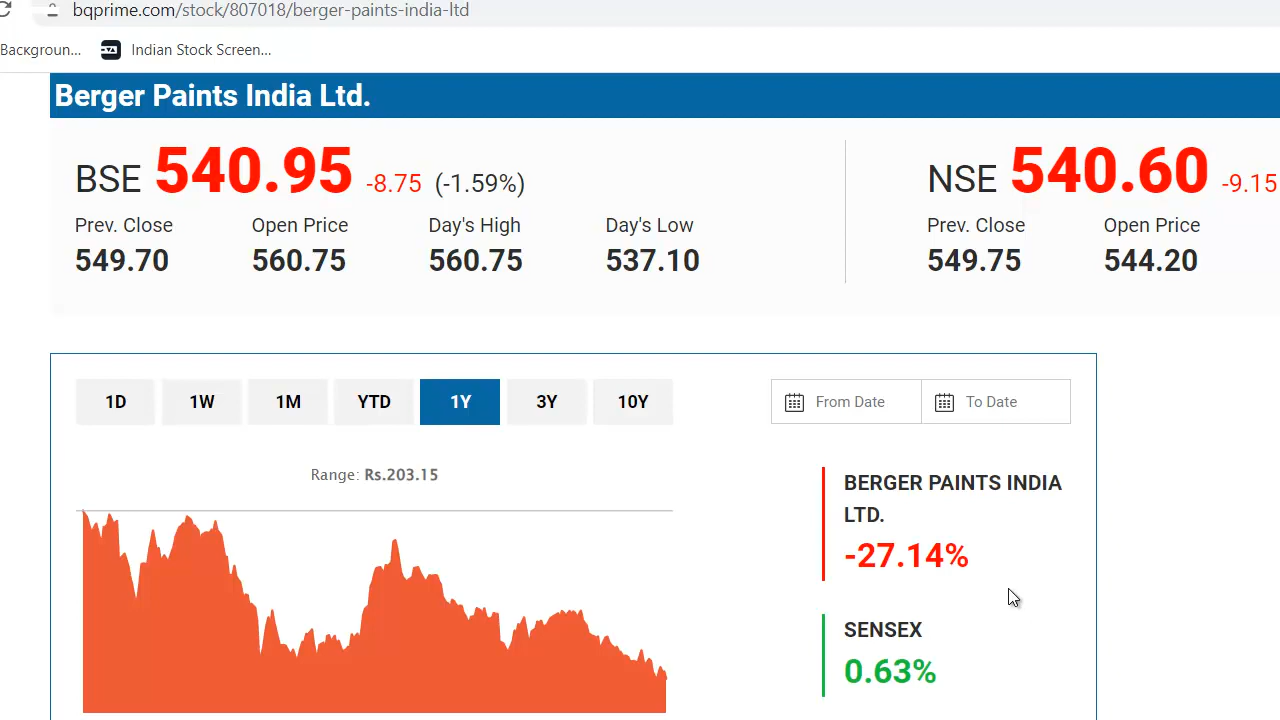 bqprime.com/stock/807018/berger-paints-india-ltd
Backgroun... Indian Stock Screen...
Berger Paints India Ltd.
BSE 540.95 -8.75 (-1.59%) NSE 540.60 -9.15
Prev. Close Open Price Day's High Day's Low Prev. Close Open Price
549.70 560.75 560.75 537.10 549.75 544.20
1D 1W 1M YTD 1Y 3Y 10Y From Date To Date
Range: Rs.203.15
BERGER PAINTS INDIA
LTD.
-27.14%
SENSEX
0.63%